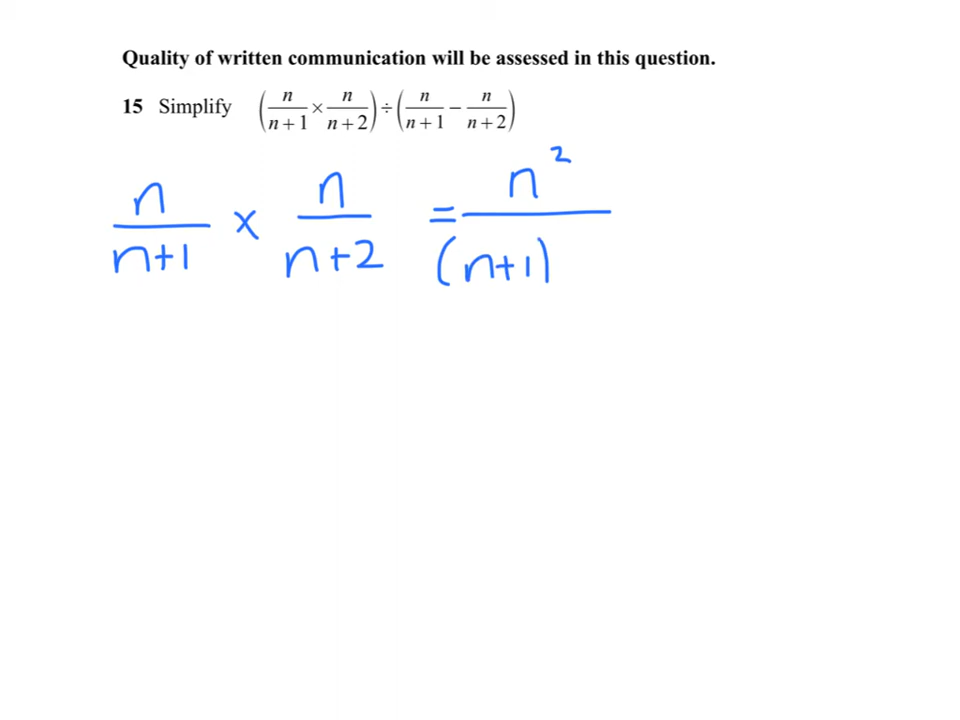 Quality of written communication will be assessed in this question.
15 Simplify (n/(n+1) × n/(n+2)) ÷ (n/(n+1) − n/(n+2))
n/(n+1) × n/(n+2) = n²/(n+1)